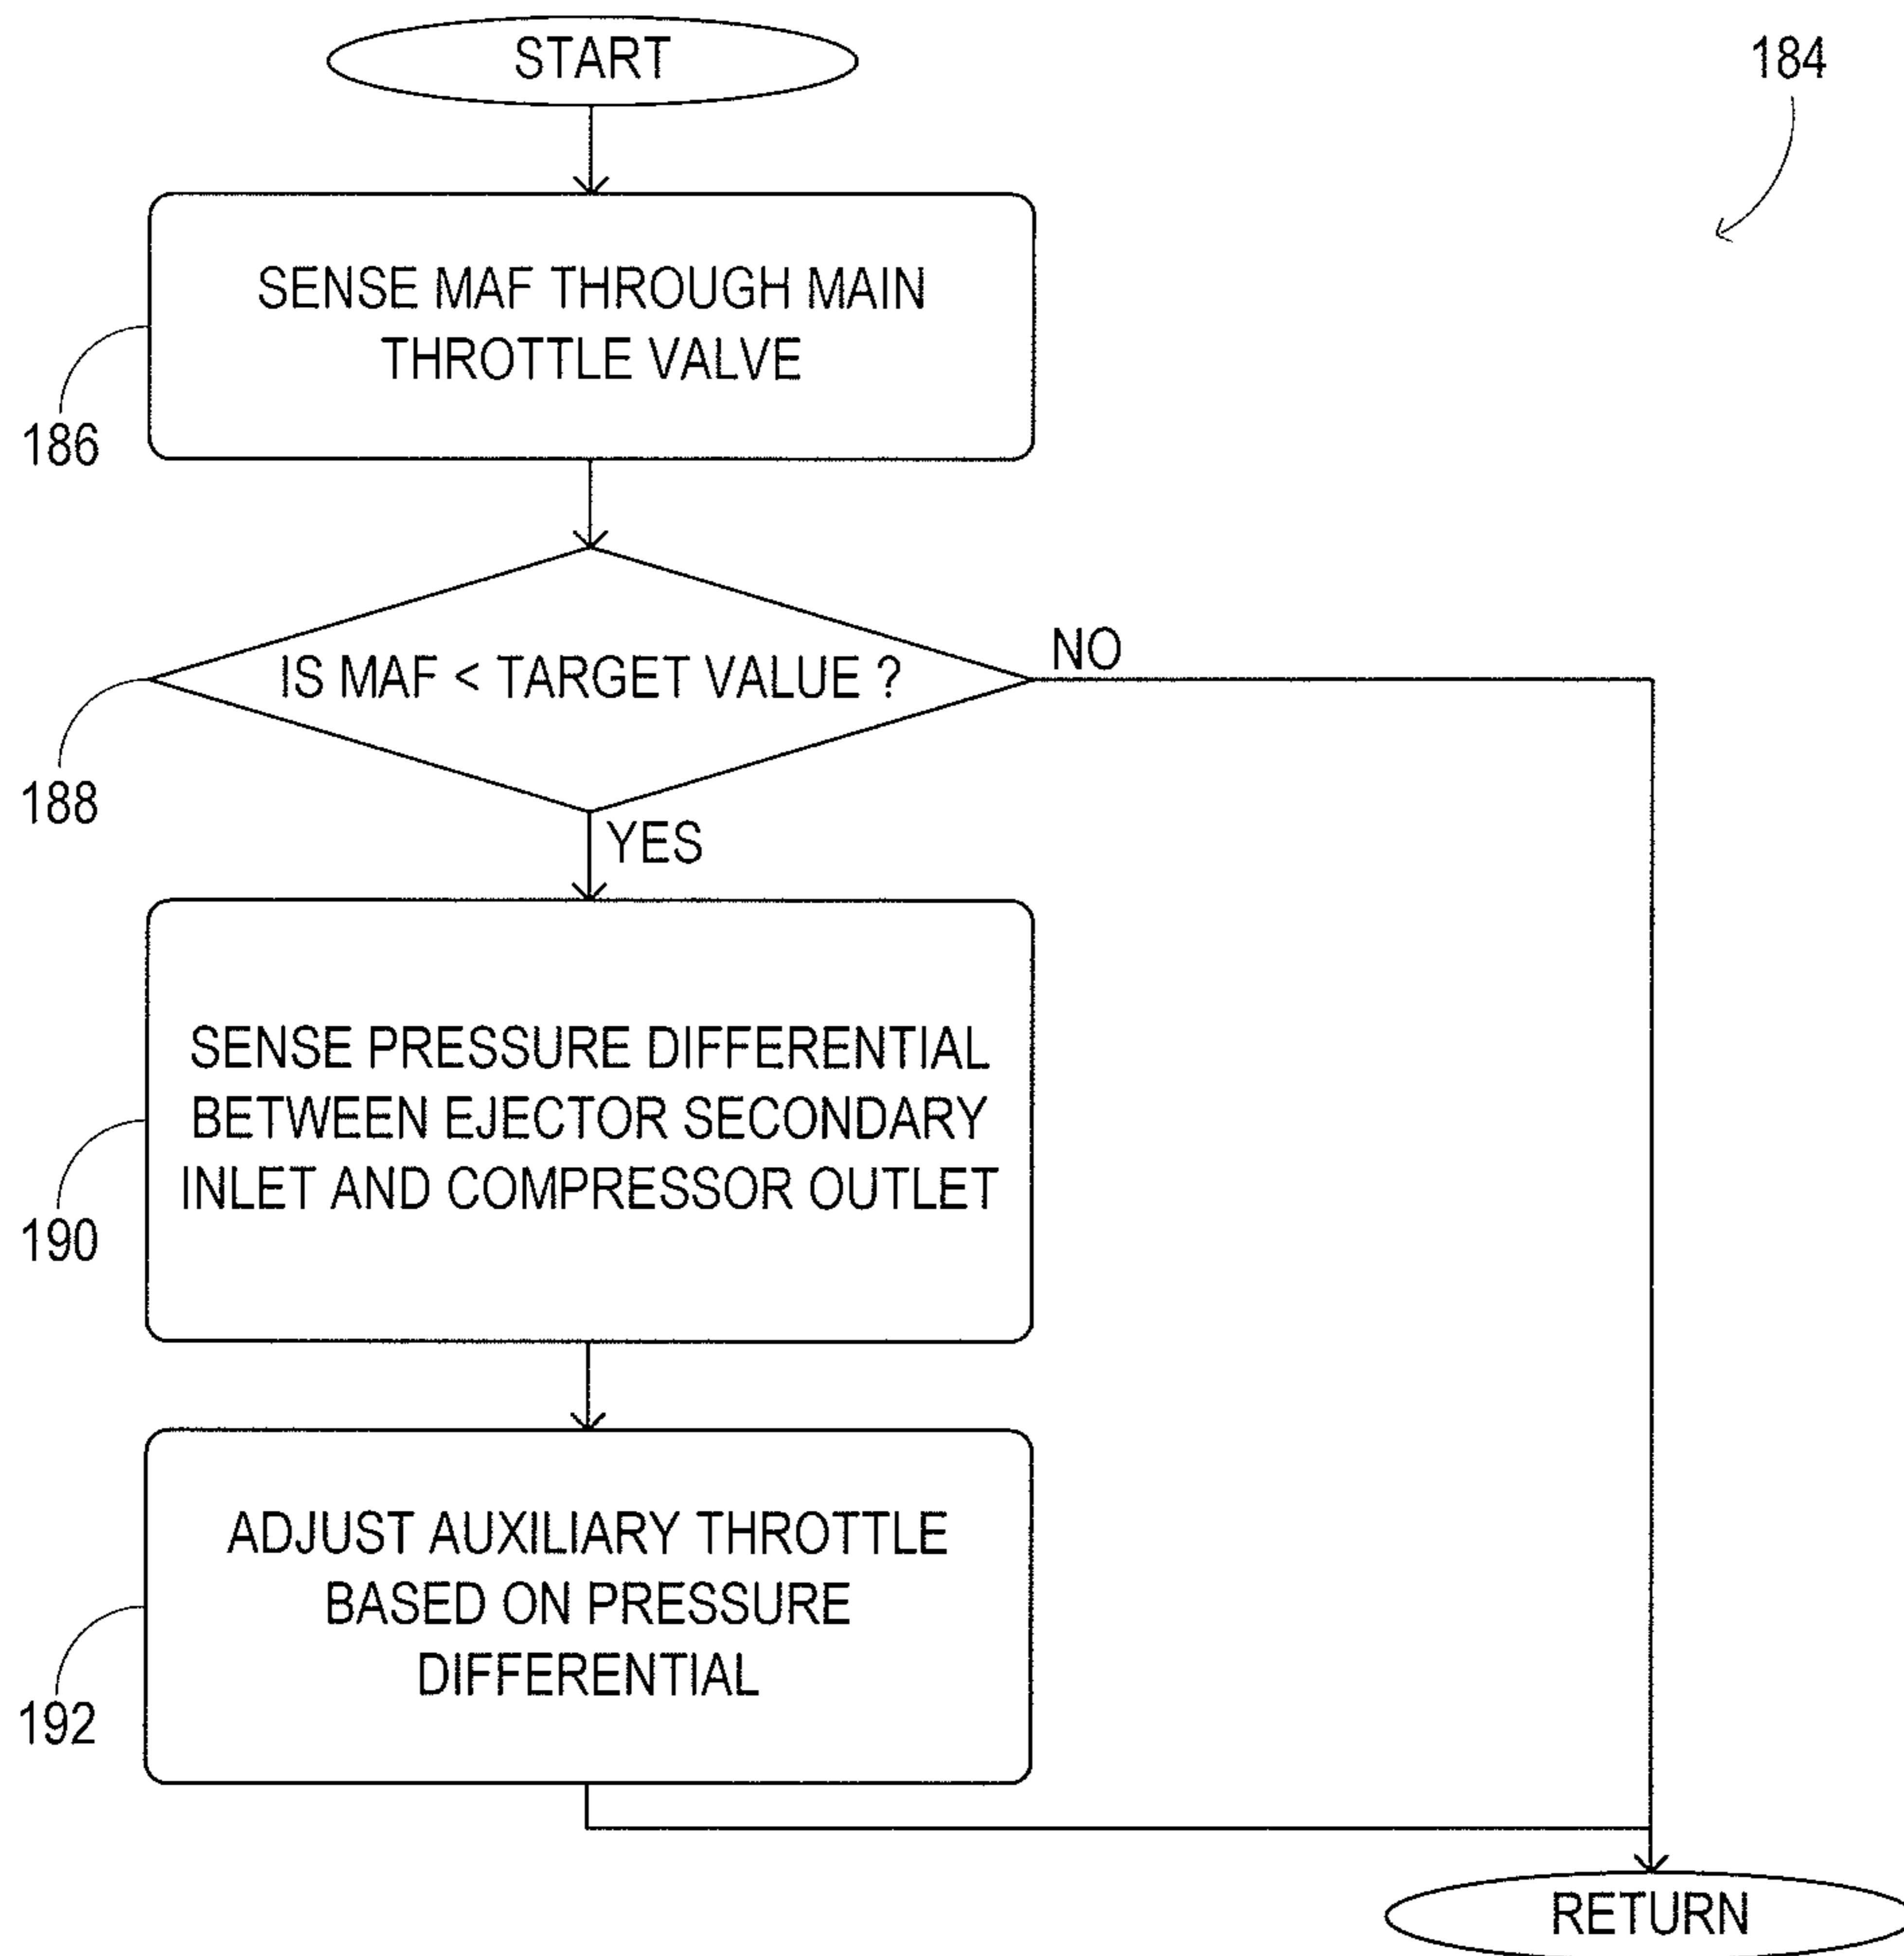 START
184
SENSE MAF THROUGH MAIN
THROTTLE VALVE
186
IS MAF < TARGET VALUE ?
NO
188
YES
SENSE PRESSURE DIFFERENTIAL
BETWEEN EJECTOR SECONDARY
INLET AND COMPRESSOR OUTLET
190
ADJUST AUXILIARY THROTTLE
BASED ON PRESSURE
DIFFERENTIAL
192
RETURN